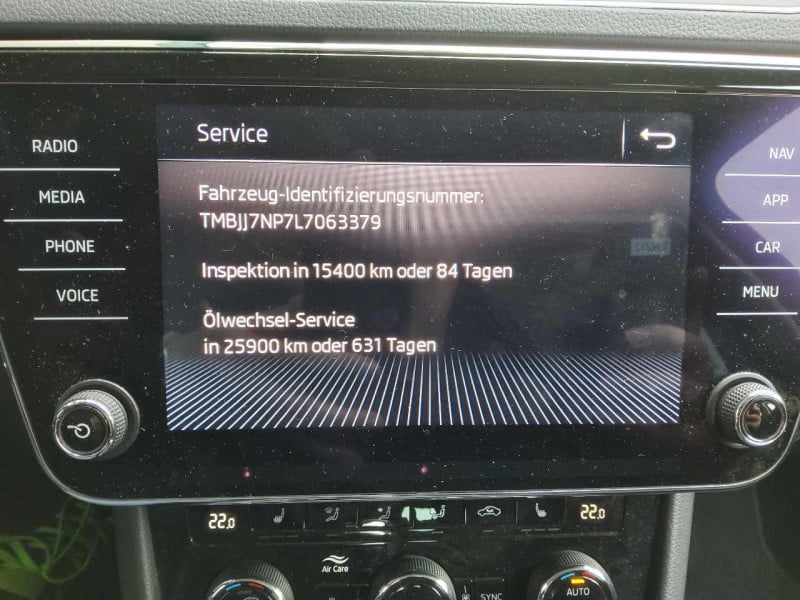 Service
RADIO
NAV
Fahrzeug-Identifizierungsnummer:
MEDIA
APP
TMBJJ7NP7L7063379
PHONE
CAR
Inspektion in 15400 km oder 84 Tagen
VOICE
MENU
Ölwechsel-Service
in 25900 km oder 631 Tagen
22.0
22.0
Air Care
SYNC
AUTO